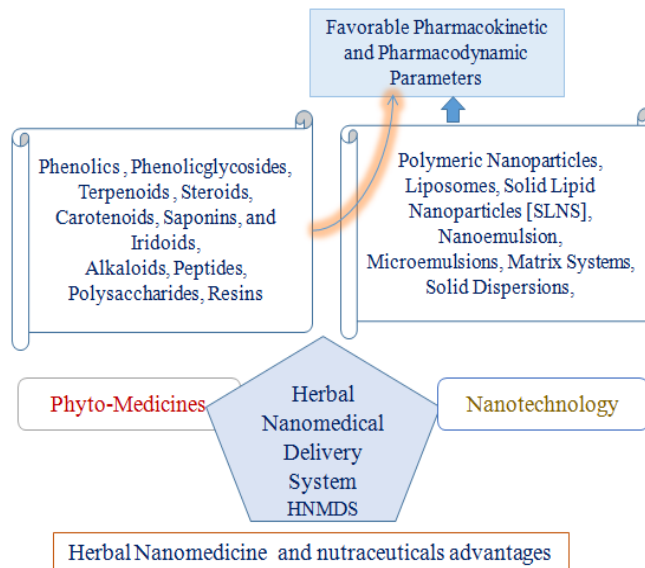 Favorable Pharmacokinetic
and Pharmacodynamic
Parameters
Phenolics , Phenolicglycosides,
Terpenoids , Steroids,
Carotenoids, Saponins, and
Iridoids,
Alkaloids, Peptides,
Polysaccharides, Resins
Polymeric Nanoparticles,
Liposomes, Solid Lipid
Nanoparticles [SLNS],
Nanoemulsion,
Microemulsions, Matrix Systems,
Solid Dispersions,
Phyto-Medicines
Herbal
Nanomedical
Delivery
System
HNMDS
Nanotechnology
Herbal Nanomedicine and nutraceuticals advantages